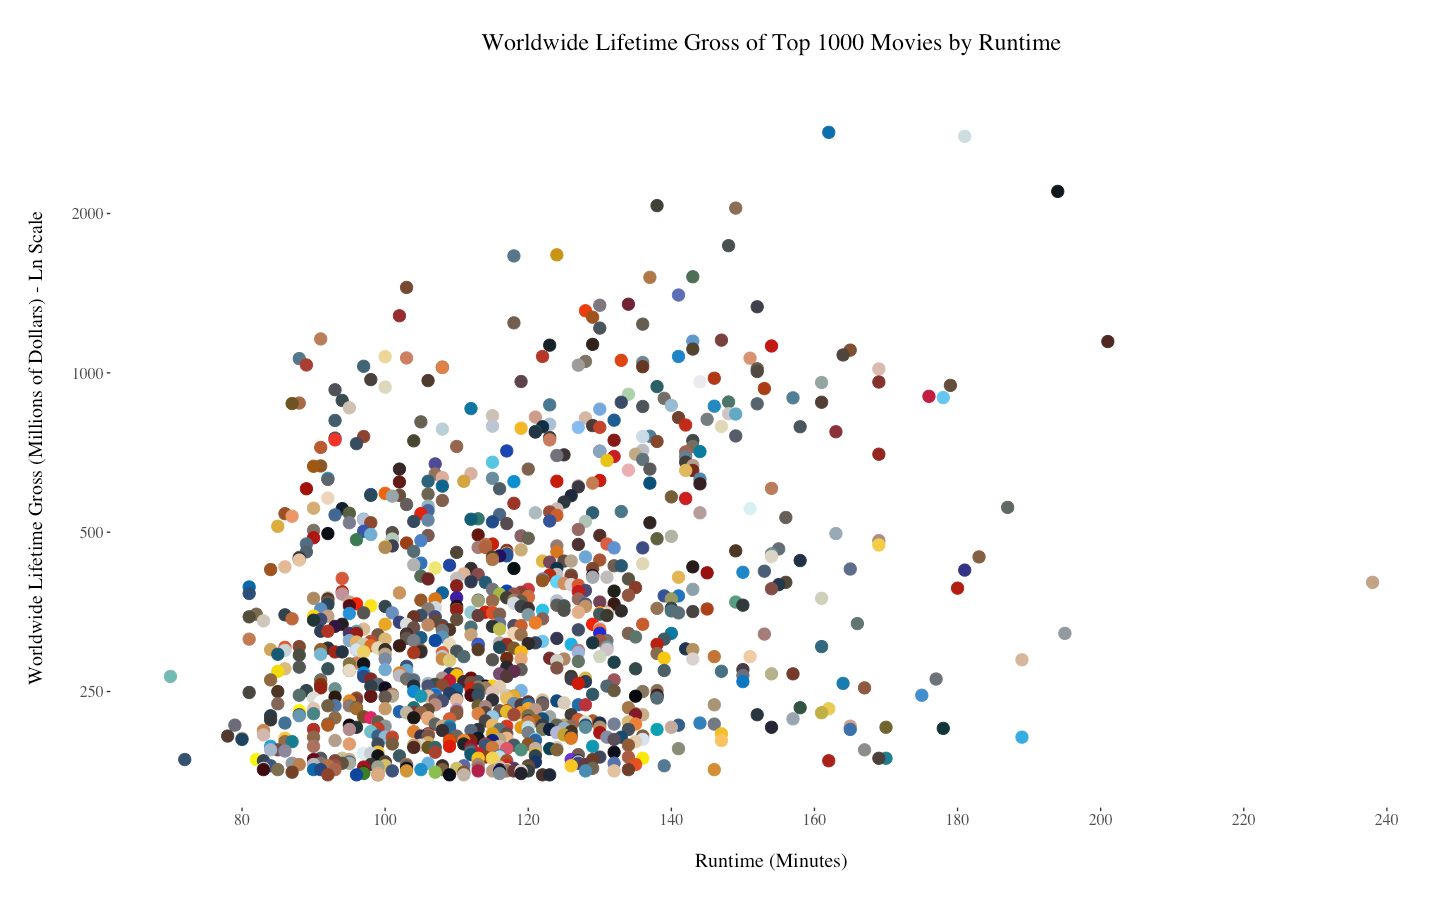 Worldwide Lifetime Gross of Top 1000 Movies by Runtime
Worldwide Lifetime Gross (Millions of Dollars) - Ln Scale
2000
1000
500
250
80 100 120 140 160 180 200 220 240
Runtime (Minutes)